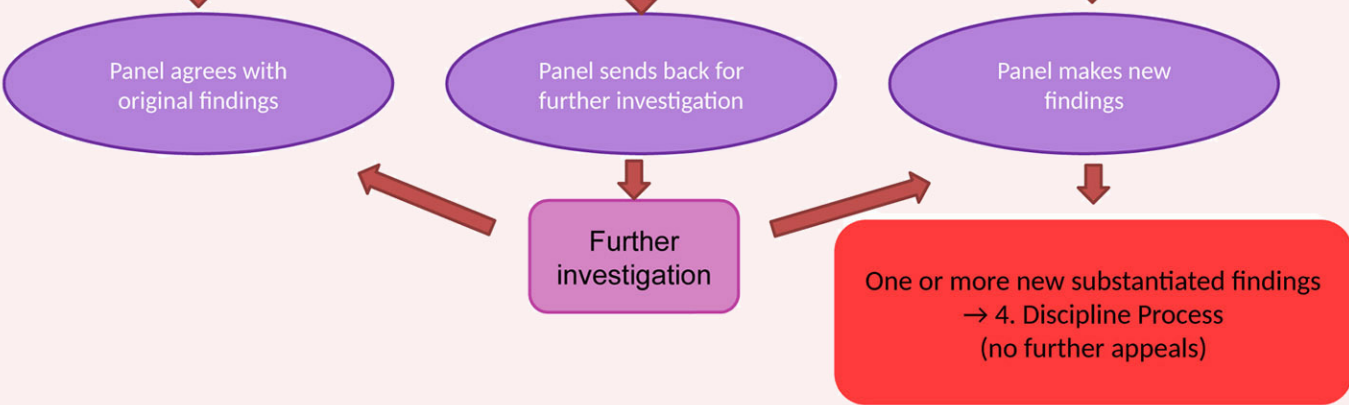 Panel agrees with
original findings
Panel sends back for
further investigation
Panel makes new
findings
Further
investigation
One or more new substantiated findings
→ 4. Discipline Process
(no further appeals)